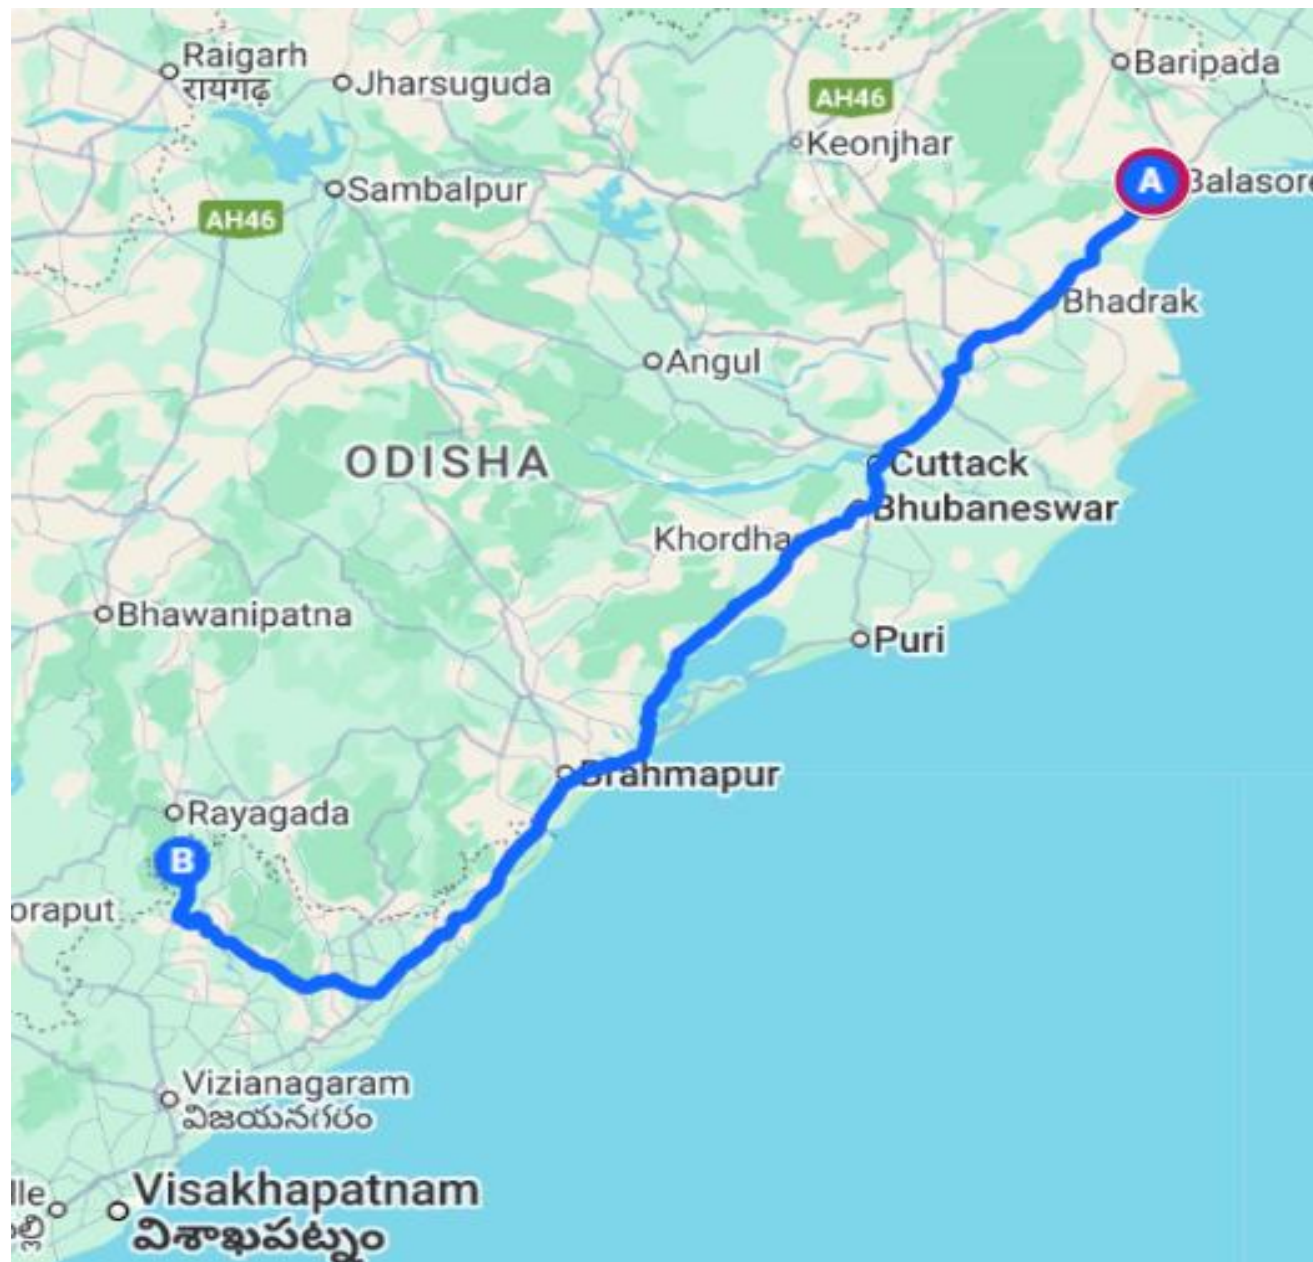 Raigarh
रायगढ़
Jharsuguda
AH46
Baripada
Keonjhar
A
Balasore
Sambalpur
AH46
Bhadrak
Angul
ODISHA
Cuttack
Bhubaneswar
Khordha
Bhawanipatna
Puri
Brahmapur
Rayagada
B
oraput
Vizianagaram
విజయనగరం
Visakhapatnam
విశాఖపట్నం
lle